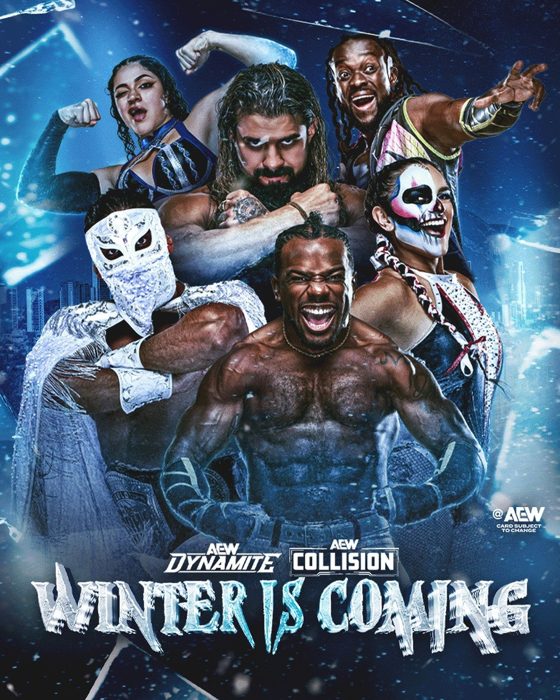 @ AEW
CARD SUBJECT
TO CHANGE
AEW
DYNAMITE
AEW
COLLISION
WINTER IS COMING